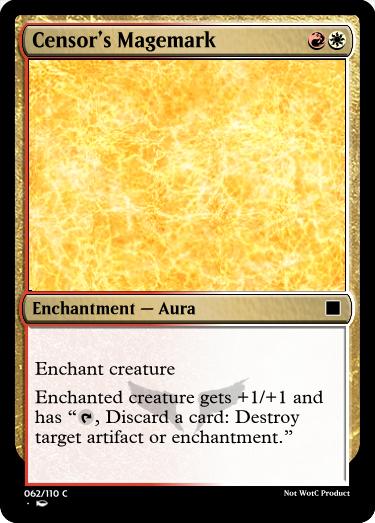 Censor's Magemark
Enchantment — Aura
Enchant creature
Enchanted creature gets +1/+1 and
has “, Discard a card: Destroy
target artifact or enchantment.”
062/110 C
Not WotC Product